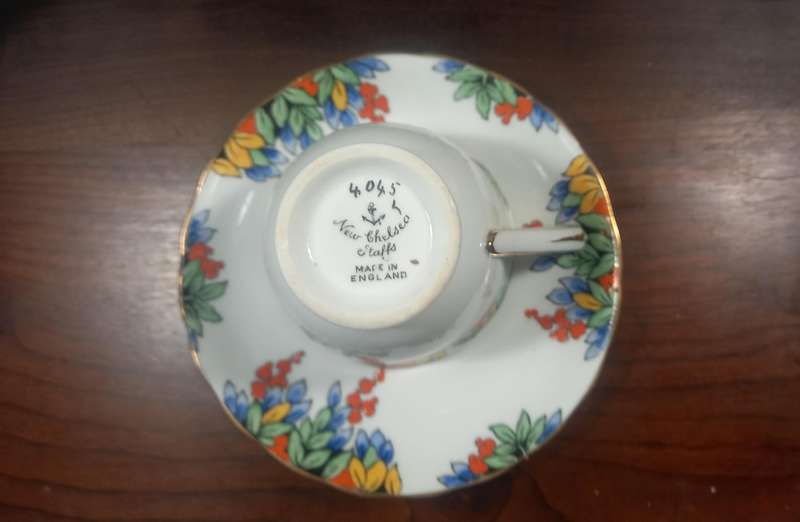 4045
New Chelsea
Staffs
MADE IN
ENGLAND